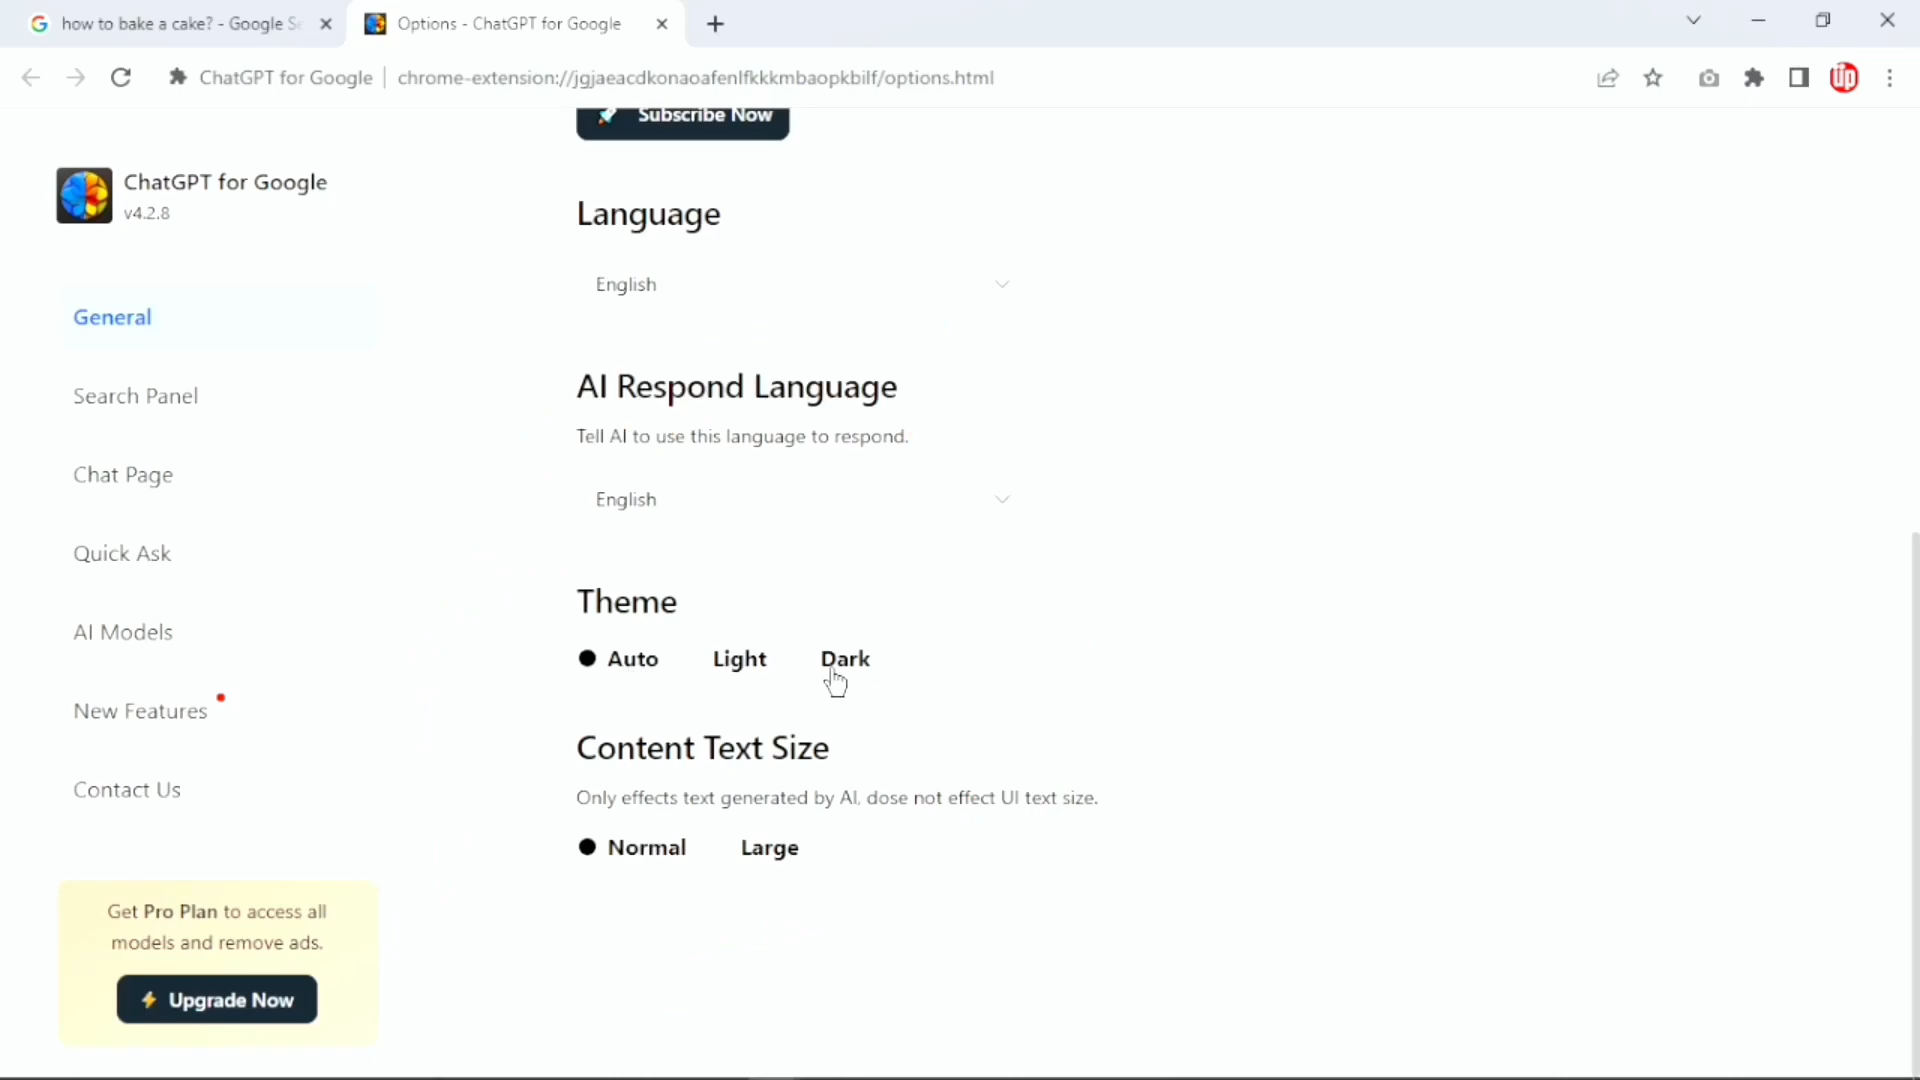 how to bake a cake? - Google Se
Options - ChatGPT for Google
ChatGPT for Google
chrome-extension://jgjaeacdkonaoafenlfkkkmbaopkbilf/options.html
Subscribe Now
ChatGPT for Google
v4.2.8
Language
English
General
Search Panel
AI Respond Language
Tell AI to use this language to respond.
English
Chat Page
Quick Ask
AI Models
New Features
Contact Us
Theme
Auto Light Dark
Content Text Size
Only effects text generated by AI, dose not effect UI text size.
Normal Large
Get Pro Plan to access all
models and remove ads.
Upgrade Now